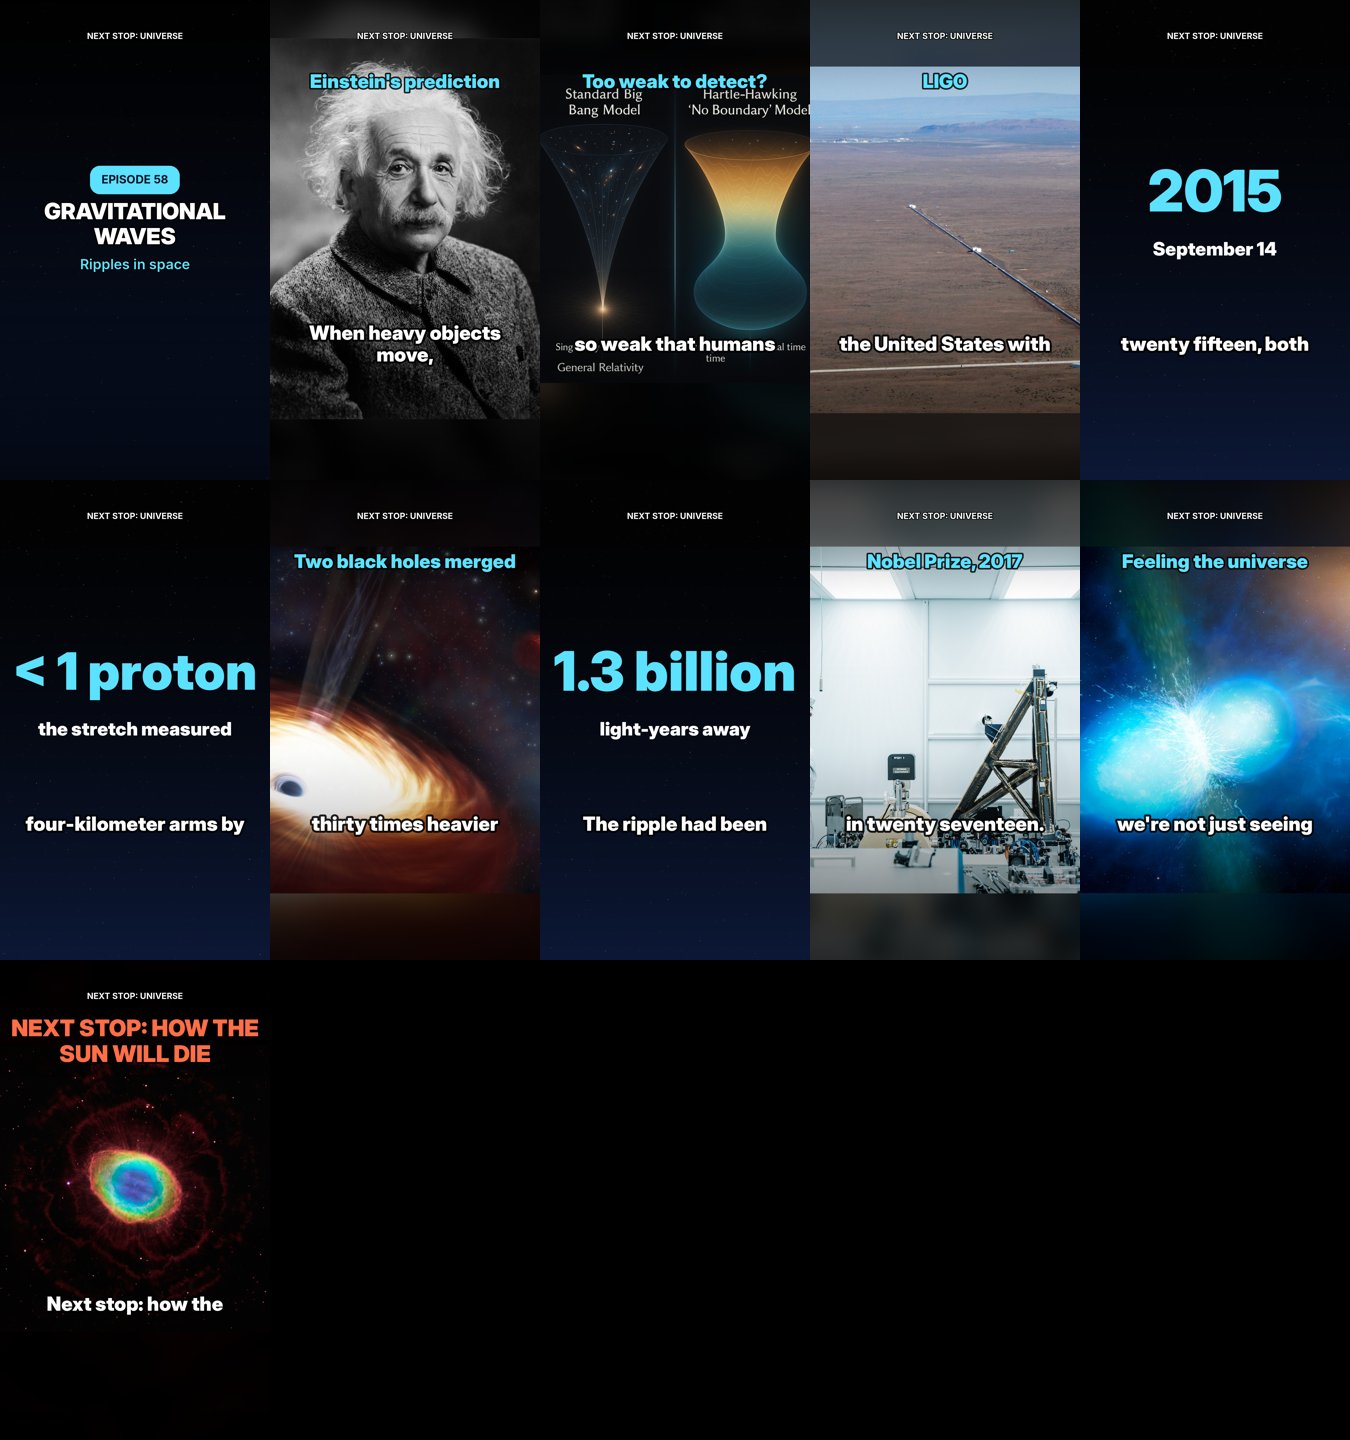 NEXT STOP: UNIVERSE
EPISODE 58
GRAVITATIONAL
WAVES
Ripples in space
NEXT STOP: UNIVERSE
Einstein's prediction
When heavy objects
move,
NEXT STOP: UNIVERSE
Too weak to detect?
Standard Big
Bang Model
Hartle-Hawking
'No Boundary' Model
so weak that humans
al time
time
General Relativity
NEXT STOP: UNIVERSE
LIGO
the United States with
NEXT STOP: UNIVERSE
2015
September 14
twenty fifteen, both
NEXT STOP: UNIVERSE
< 1 proton
the stretch measured
four-kilometer arms by
NEXT STOP: UNIVERSE
Two black holes merged
thirty times heavier
NEXT STOP: UNIVERSE
1.3 billion
light-years away
The ripple had been
NEXT STOP: UNIVERSE
Nobel Prize, 2017
in twenty seventeen.
NEXT STOP: UNIVERSE
Feeling the universe
we're not just seeing
NEXT STOP: UNIVERSE
NEXT STOP: HOW THE
SUN WILL DIE
Next stop: how the